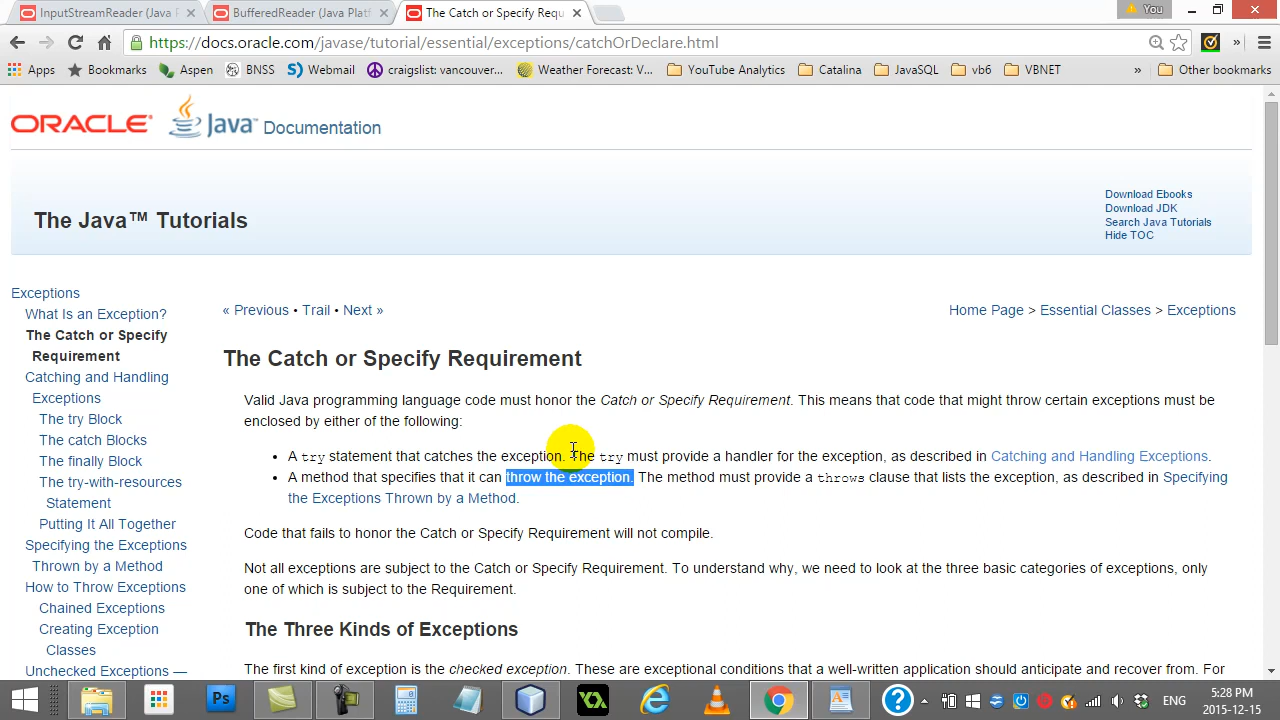 InputStreamReader (Java P
BufferedReader (Java Platf
The Catch or Specify Requ
You
https://docs.oracle.com/javase/tutorial/essential/exceptions/catchOrDeclare.html
Apps
Bookmarks
Aspen
BNSS
Webmail
craigslist: vancouver...
Weather Forecast: V...
YouTube Analytics
Catalina
JavaSQL
vb6
VBNET
»
Other bookmarks
ORACLE
Java™ Documentation
The Java™ Tutorials
Download Ebooks
Download JDK
Search Java Tutorials
Hide TOC
Exceptions
What Is an Exception?
The Catch or Specify
Requirement
Catching and Handling
Exceptions
The try Block
The catch Blocks
The finally Block
The try-with-resources
Statement
Putting It All Together
Specifying the Exceptions
Thrown by a Method
How to Throw Exceptions
Chained Exceptions
Creating Exception
Classes
Unchecked Exceptions —
« Previous • Trail • Next »
Home Page > Essential Classes > Exceptions
The Catch or Specify Requirement
Valid Java programming language code must honor the Catch or Specify Requirement. This means that code that might throw certain exceptions must be
enclosed by either of the following:
• A try statement that catches the exception. The try must provide a handler for the exception, as described in Catching and Handling Exceptions.
• A method that specifies that it can throw the exception. The method must provide a throws clause that lists the exception, as described in Specifying
the Exceptions Thrown by a Method.
Code that fails to honor the Catch or Specify Requirement will not compile.
Not all exceptions are subject to the Catch or Specify Requirement. To understand why, we need to look at the three basic categories of exceptions, only
one of which is subject to the Requirement.
The Three Kinds of Exceptions
The first kind of exception is the checked exception. These are exceptional conditions that a well-written application should anticipate and recover from. For
Ps
ENG
5:28 PM
2015-12-15